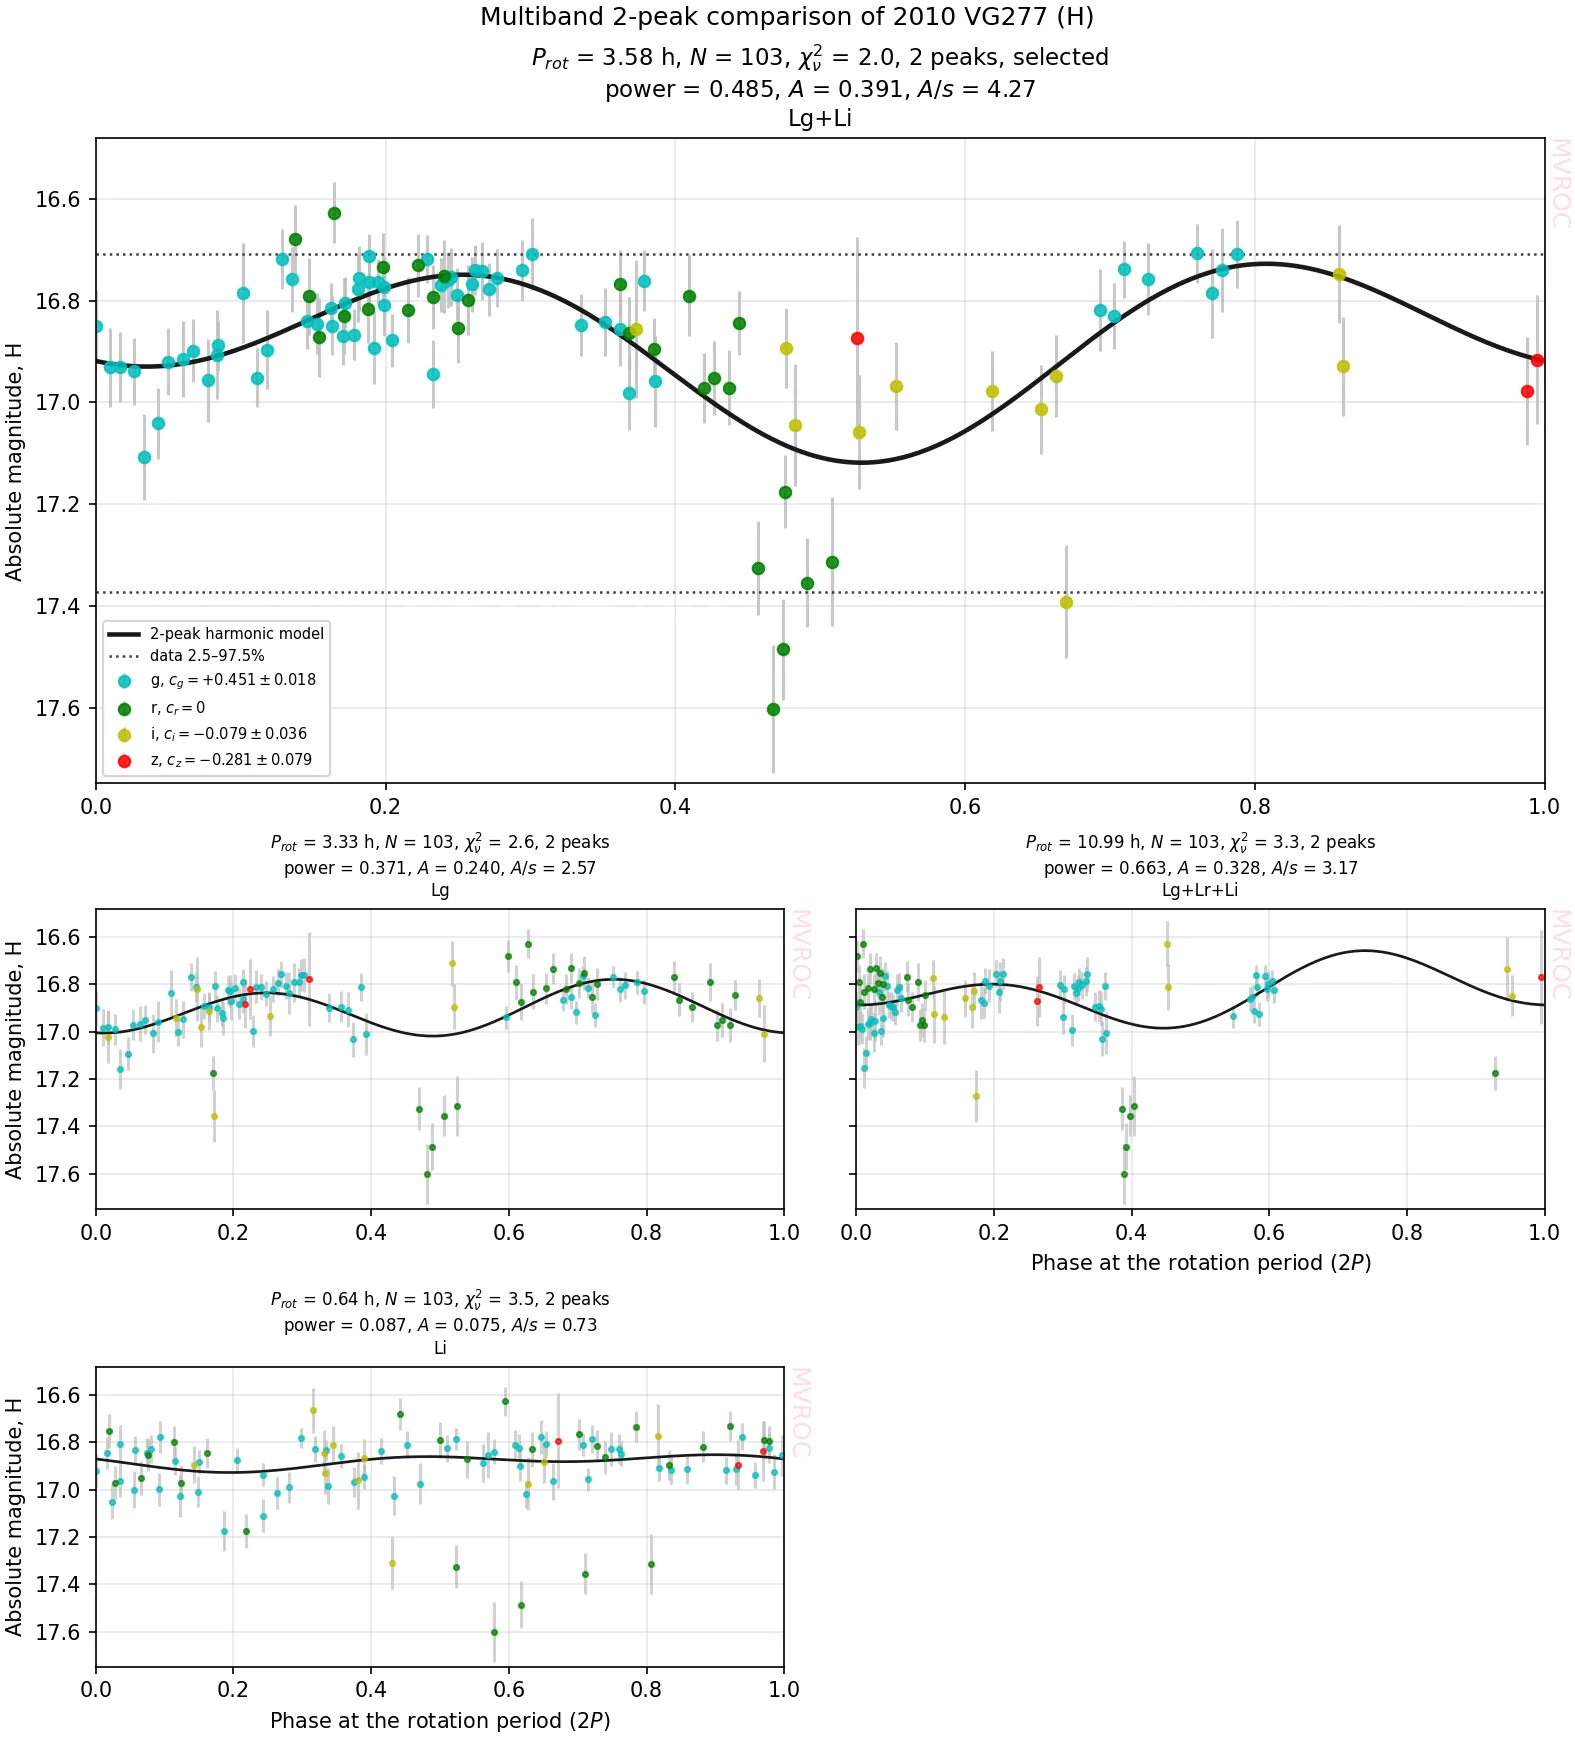 Multiband 2-peak comparison of 2010 VG277 (H)
P_rot = 3.58 h, N = 103, χ²_ν = 2.0, 2 peaks, selected
power = 0.485, A = 0.391, A/s = 4.27
Lg+Li
MVROC
Absolute magnitude, H
16.6
16.8
17.0
17.2
17.4
17.6
2-peak harmonic model
data 2.5–97.5%
g, c_g = +0.451 ± 0.018
r, c_r = 0
i, c_i = −0.079 ± 0.036
z, c_z = −0.281 ± 0.079
0.0 0.2 0.4 0.6 0.8 1.0
P_rot = 3.33 h, N = 103, χ²_ν = 2.6, 2 peaks
power = 0.371, A = 0.240, A/s = 2.57
Lg
MVROC
Absolute magnitude, H
16.6
16.8
17.0
17.2
17.4
17.6
0.0 0.2 0.4 0.6 0.8 1.0
P_rot = 10.99 h, N = 103, χ²_ν = 3.3, 2 peaks
power = 0.663, A = 0.328, A/s = 3.17
Lg+Lr+Li
MVROC
0.0 0.2 0.4 0.6 0.8 1.0
Phase at the rotation period (2P)
P_rot = 0.64 h, N = 103, χ²_ν = 3.5, 2 peaks
power = 0.087, A = 0.075, A/s = 0.73
Li
MVROC
Absolute magnitude, H
16.6
16.8
17.0
17.2
17.4
17.6
0.0 0.2 0.4 0.6 0.8 1.0
Phase at the rotation period (2P)